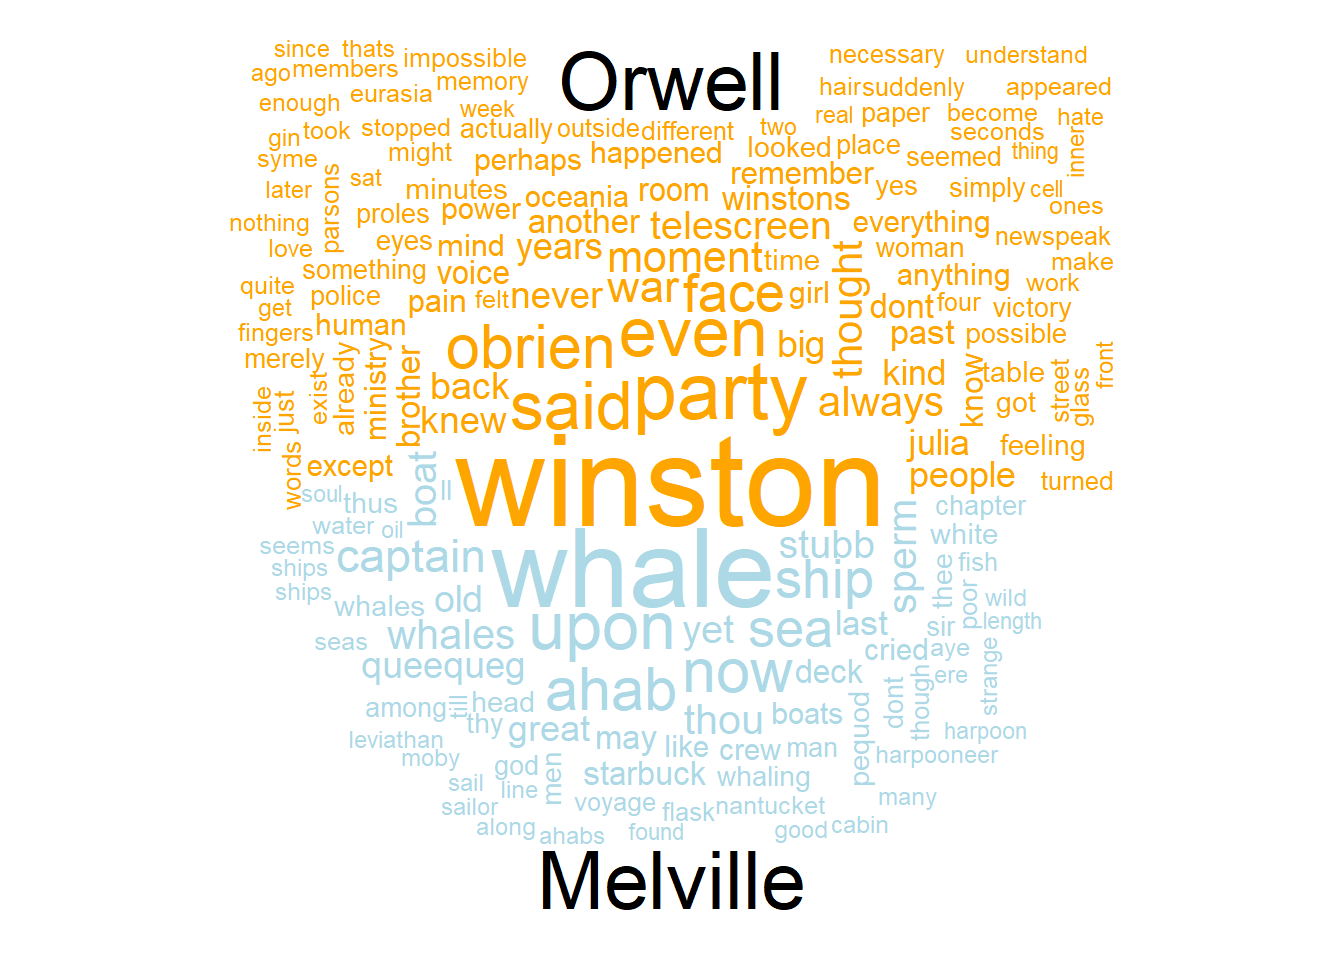 Orwell
since thats impossible necessary understand
ago members memory hair suddenly appeared
enough eurasia week real paper become hate
gin took stopped actually outside different two seconds
syme might perhaps happened looked place seemed thing inner
later parsons sat minutes oceania room remember yes simply cell
nothing proles power another telescreen winstons everything ones
love eyes mind years moment time thought woman newspeak
quite something voice anything work make
get police pain felt never war face girl dont four victory
fingers human obrien even big past possible
merely exist already ministry brother back said party always kind know table street glass front
inside just knew got
words except winston julia feeling
people turned
soul thus boat ll sperm chapter
water oil captain whale stubb white
seems ship thee fish
ships
ships whales old poor wild
seas whales upon yet sea last sir length
queequeg ahab now deck cried aye
ere strange
among till head thou boats dont though
leviathan thy great may like crew man pequod harpoon
moby god men starbuck whaling harpooneer
sail line voyage flask nantucket many
sailor
along ahabs found good cabin
Melville